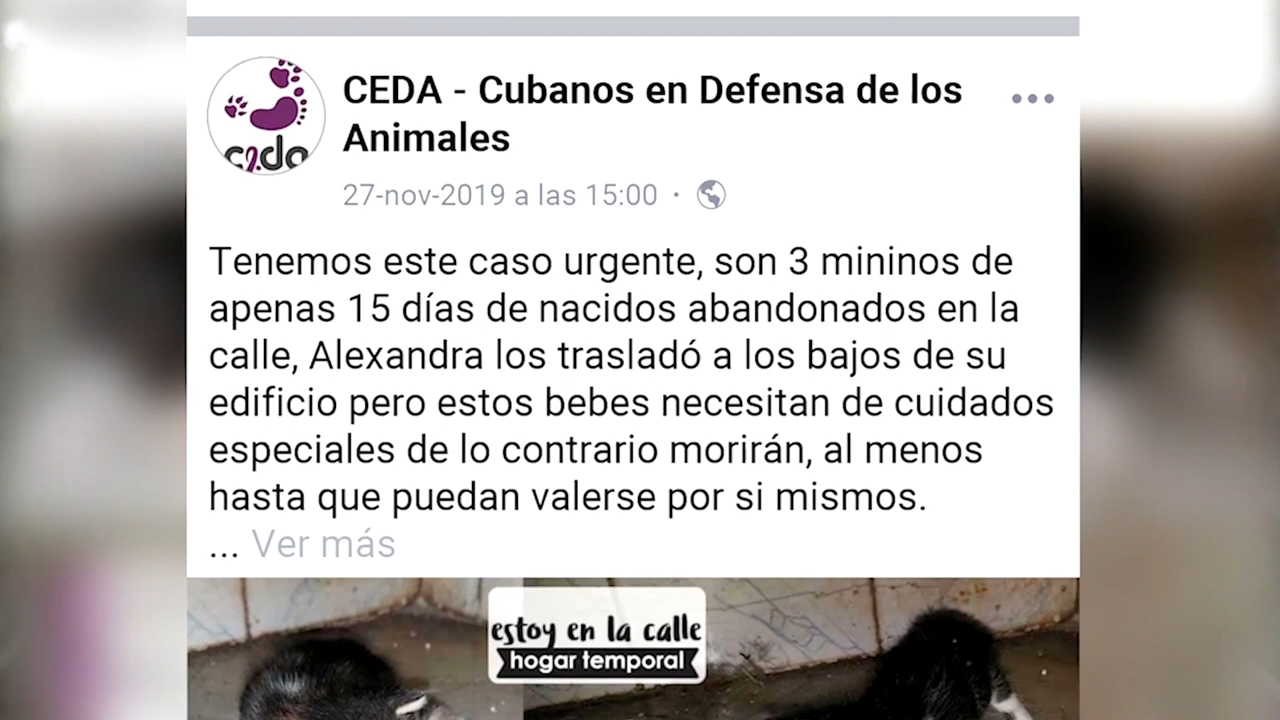 CEDA - Cubanos en Defensa de los
Animales
ceda
27-nov-2019 a las 15:00 ·
Tenemos este caso urgente, son 3 mininos de
apenas 15 días de nacidos abandonados en la
calle, Alexandra los trasladó a los bajos de su
edificio pero estos bebes necesitan de cuidados
especiales de lo contrario morirán, al menos
hasta que puedan valerse por si mismos.
... Ver más
estoy en la calle
hogar temporal